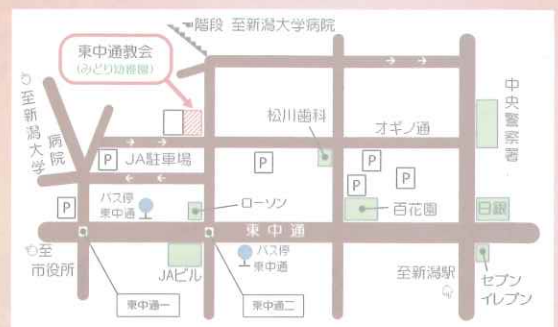 階段 至新潟大学病院
東中通教会
(みどり幼稚園)
至新潟大学
病院
松川歯科
オギノ通
中央警察署
P
JA駐車場
P
P
P
P
P
バス停
東中通
ローソン
百花園
日銀
東中通
至
市役所
JAビル
バス停
東中通
至新潟駅
セブン
イレブン
東中通一
東中通二